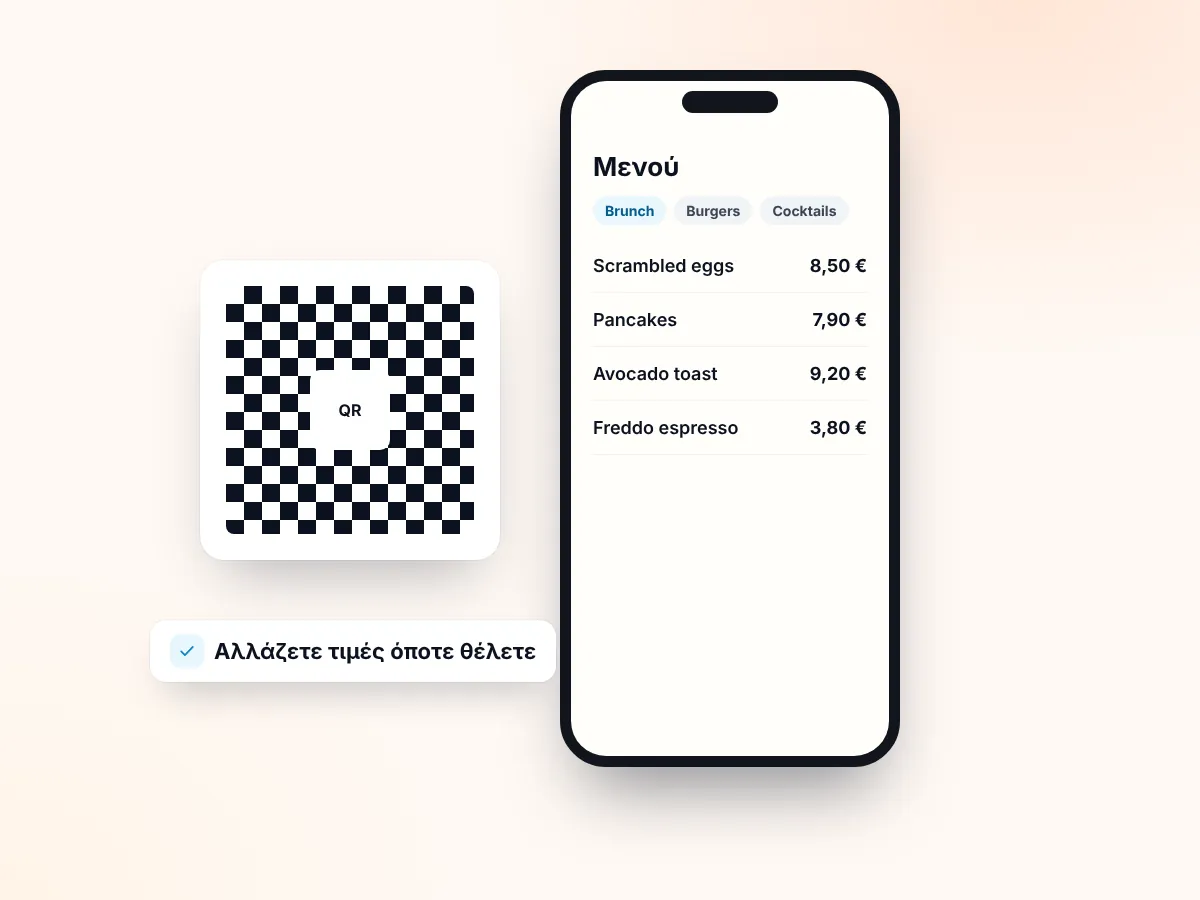 Μενού
Brunch Burgers Cocktails
Scrambled eggs 8,50 €
Pancakes 7,90 €
Avocado toast 9,20 €
Freddo espresso 3,80 €
QR
Αλλάζετε τιμές όποτε θέλετε